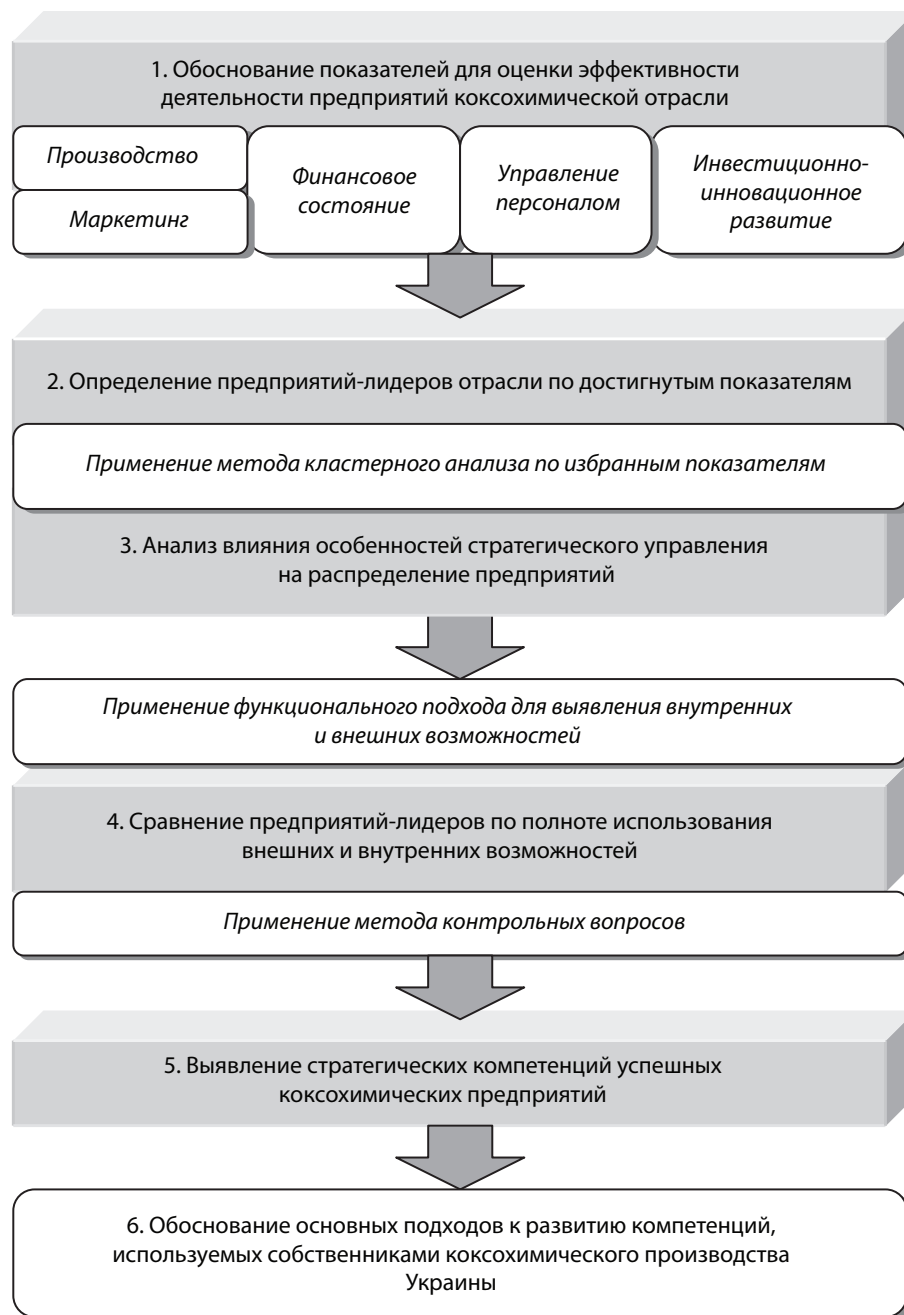 1. Обоснование показателей для оценки эффективности
деятельности предприятий коксохимической отрасли
Производство
Маркетинг
Финансовое
состояние
Управление
персоналом
Инвестиционно-
инновационное
развитие
2. Определение предприятий-лидеров отрасли по достигнутым показателям
Применение метода кластерного анализа по избранным показателям
3. Анализ влияния особенностей стратегического управления
на распределение предприятий
Применение функционального подхода для выявления внутренних
и внешних возможностей
4. Сравнение предприятий-лидеров по полноте использования
внешних и внутренних возможностей
Применение метода контрольных вопросов
5. Выявление стратегических компетенций успешных
коксохимических предприятий
6. Обоснование основных подходов к развитию компетенций,
используемых собственниками коксохимического производства
Украины